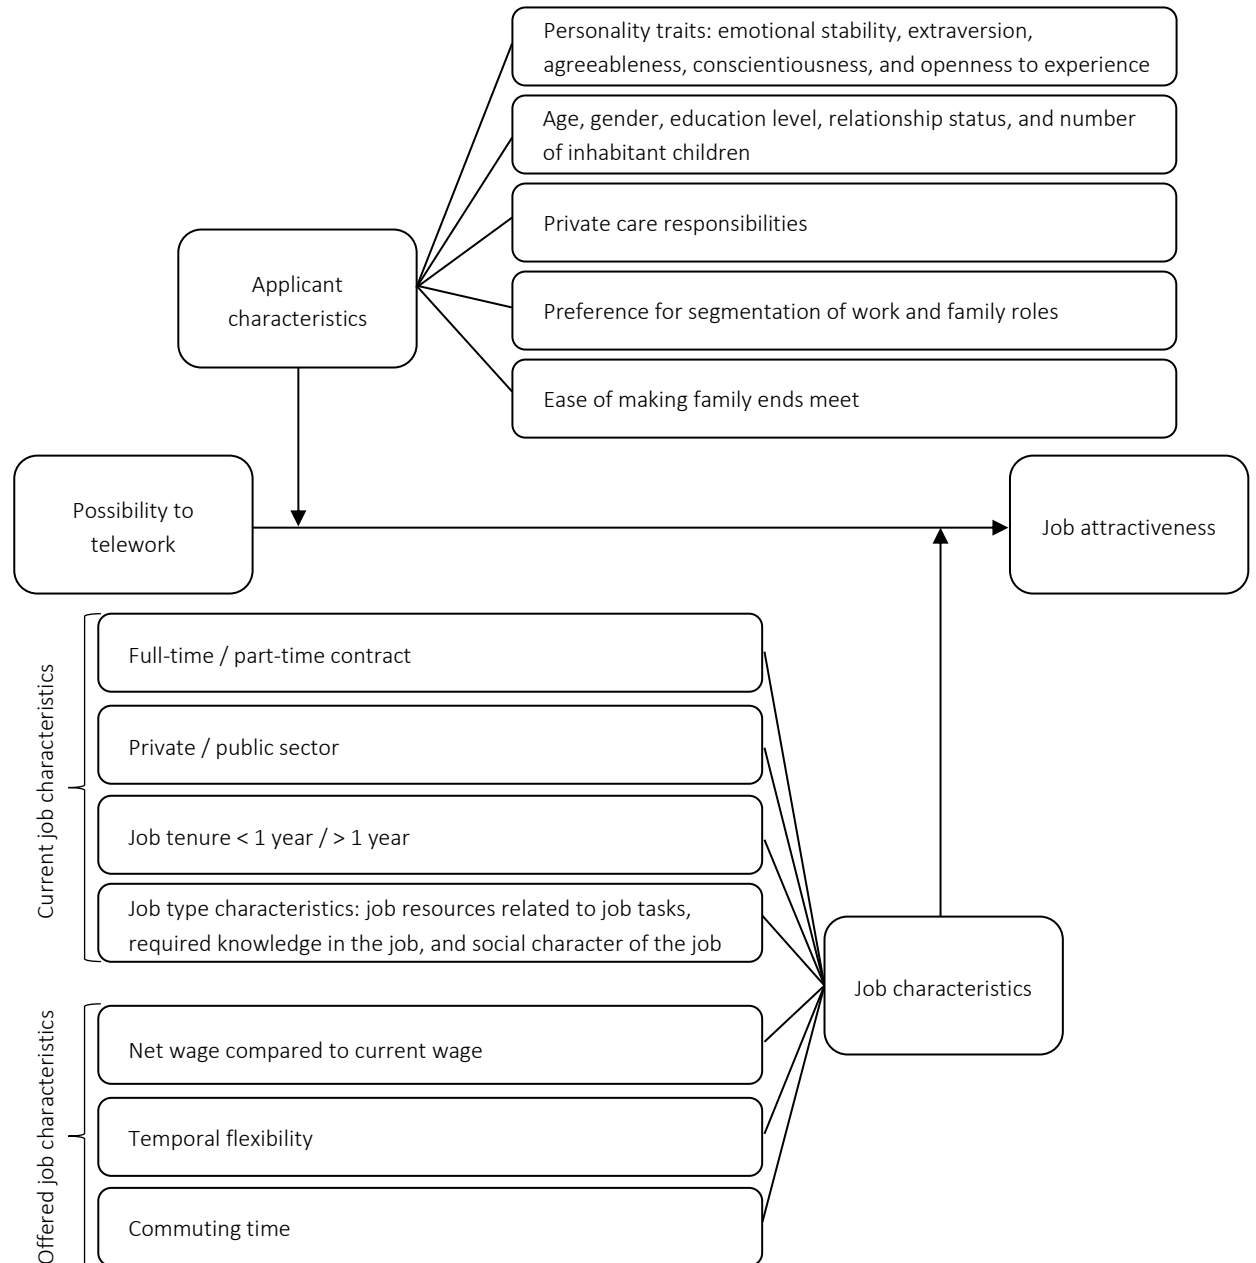 Personality traits: emotional stability, extraversion,
agreeableness, conscientiousness, and openness to experience
Age, gender, education level, relationship status, and number
of inhabitant children
Private care responsibilities
Applicant
characteristics
Preference for segmentation of work and family roles
Ease of making family ends meet
Possibility to
telework
Job attractiveness
Current job characteristics
Full-time / part-time contract
Private / public sector
Job tenure < 1 year / > 1 year
Job type characteristics: job resources related to job tasks,
required knowledge in the job, and social character of the job
Job characteristics
Offered job characteristics
Net wage compared to current wage
Temporal flexibility
Commuting time